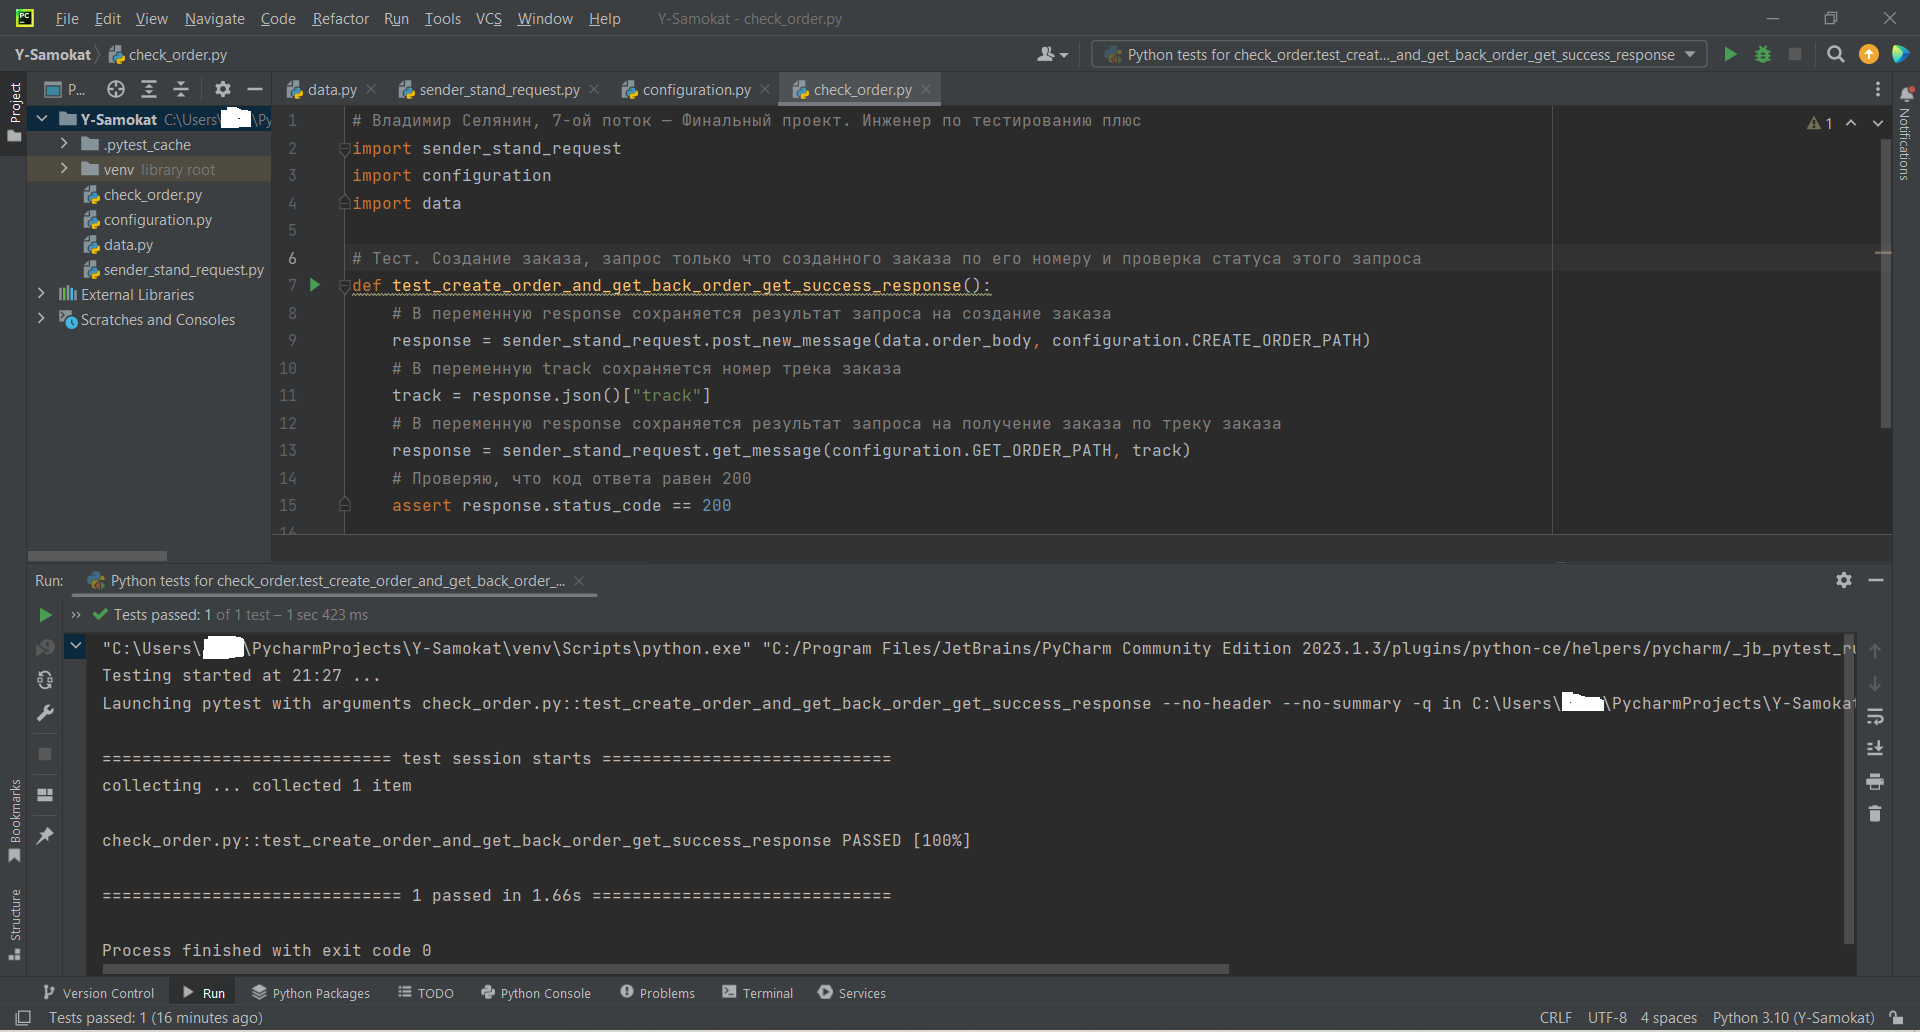 File Edit View Navigate Code Refactor Run Tools VCS Window Help Y-Samokat - check_order.py
Y-Samokat check_order.py
Python tests for check_order.test_creat..._and_get_back_order_get_success_response
Project
P...
data.py
sender_stand_request.py
configuration.py
check_order.py
Y-Samokat C:\Users\ \Py
.pytest_cache
venv library root
check_order.py
configuration.py
data.py
sender_stand_request.py
External Libraries
Scratches and Consoles
1 # Владимир Селянин, 7-ой поток — Финальный проект. Инженер по тестированию плюс
2 import sender_stand_request
3 import configuration
4 import data
5
6 # Тест. Создание заказа, запрос только что созданного заказа по его номеру и проверка статуса этого запроса
7 def test_create_order_and_get_back_order_get_success_response():
8 # В переменную response сохраняется результат запроса на создание заказа
9 response = sender_stand_request.post_new_message(data.order_body, configuration.CREATE_ORDER_PATH)
10 # В переменную track сохраняется номер трека заказа
11 track = response.json()["track"]
12 # В переменную response сохраняется результат запроса на получение заказа по треку заказа
13 response = sender_stand_request.get_message(configuration.GET_ORDER_PATH, track)
14 # Проверяю, что код ответа равен 200
15 assert response.status_code == 200
16
1
Notifications
Run: Python tests for check_order.test_create_order_and_get_back_order_...
Tests passed: 1 of 1 test – 1 sec 423 ms
"C:\Users\ \PycharmProjects\Y-Samokat\venv\Scripts\python.exe" "C:/Program Files/JetBrains/PyCharm Community Edition 2023.1.3/plugins/python-ce/helpers/pycharm/_jb_pytest_ru
Testing started at 21:27 ...
Launching pytest with arguments check_order.py::test_create_order_and_get_back_order_get_success_response --no-header --no-summary -q in C:\Users\ \PycharmProjects\Y-Samokat
============================= test session starts =============================
collecting ... collected 1 item
check_order.py::test_create_order_and_get_back_order_get_success_response PASSED [100%]
============================== 1 passed in 1.66s ==============================
Process finished with exit code 0
Bookmarks
Structure
Version Control Run Python Packages TODO Python Console Problems Terminal Services
Tests passed: 1 (16 minutes ago) CRLF UTF-8 4 spaces Python 3.10 (Y-Samokat)